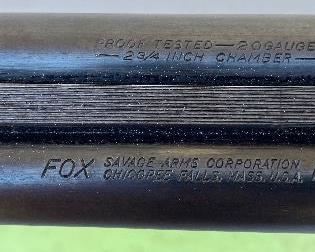 PROOF TESTED—20 GAUGE
—2 3/4 INCH CHAMBER—
FOX SAVAGE ARMS CORPORATION
CHICOPEE FALLS, MASS. U.S.A.